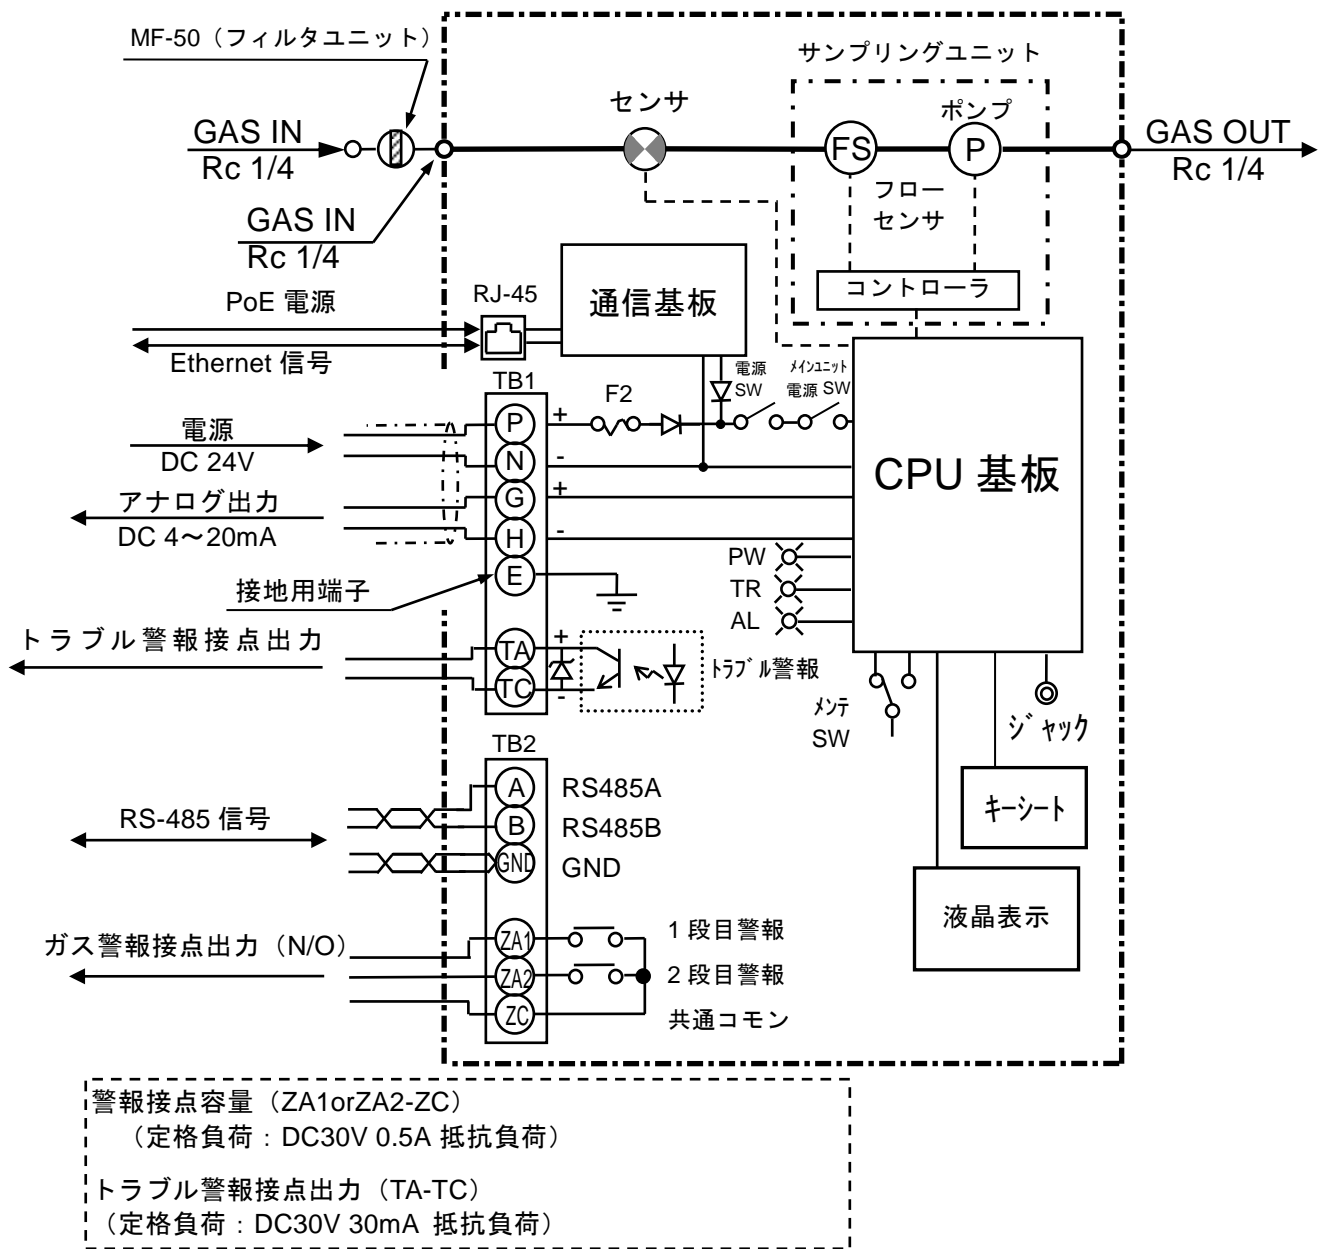 MF-50（フィルタユニット）
サンプリングユニット
センサ
ポンプ
GAS IN
Rc 1/4
FS
P
GAS OUT
Rc 1/4
フロー
センサ
GAS IN
Rc 1/4
コントローラ
PoE 電源
RJ-45
通信基板
Ethernet 信号
TB1
F2
電源
SW
ﾒｲﾝﾕﾆｯﾄ
電源 SW
電源
DC 24V
P
+
N
-
CPU 基板
アナログ出力
DC 4～20mA
G
+
H
-
E
接地用端子
PW
TR
AL
トラブル警報接点出力
TA
+
TC
-
ﾄﾗﾌﾞﾙ警報
ﾒﾝﾃ
SW
ｼﾞｬｯｸ
TB2
A
RS485A
RS-485 信号
B
RS485B
GND
GND
ｷｰｼｰﾄ
液晶表示
ガス警報接点出力（N/O）
ZA1
1 段目警報
ZA2
2 段目警報
ZC
共通コモン
警報接点容量（ZA1orZA2-ZC）
（定格負荷：DC30V 0.5A 抵抗負荷）
トラブル警報接点出力（TA-TC）
（定格負荷：DC30V 30mA 抵抗負荷）